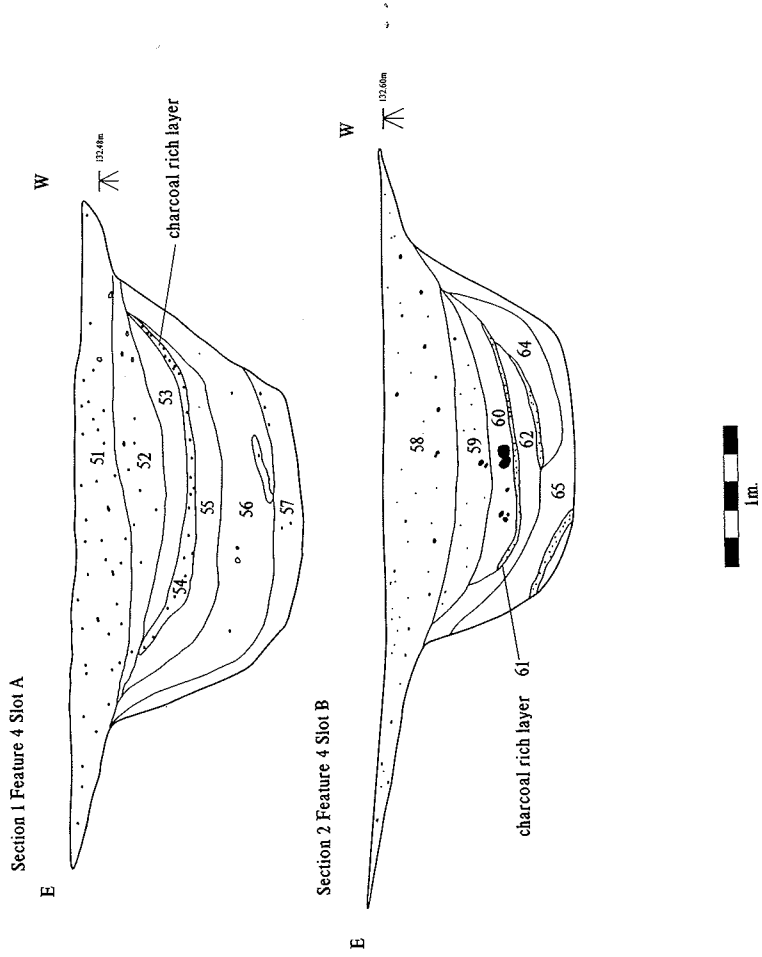 Section 1 Feature 4 Slot A
E
W
132.48m
charcoal rich layer
51
52
53
54
55
56
57
Section 2 Feature 4 Slot B
E
W
132.60m
58
59
60
61
charcoal rich layer
62
64
65
1m.